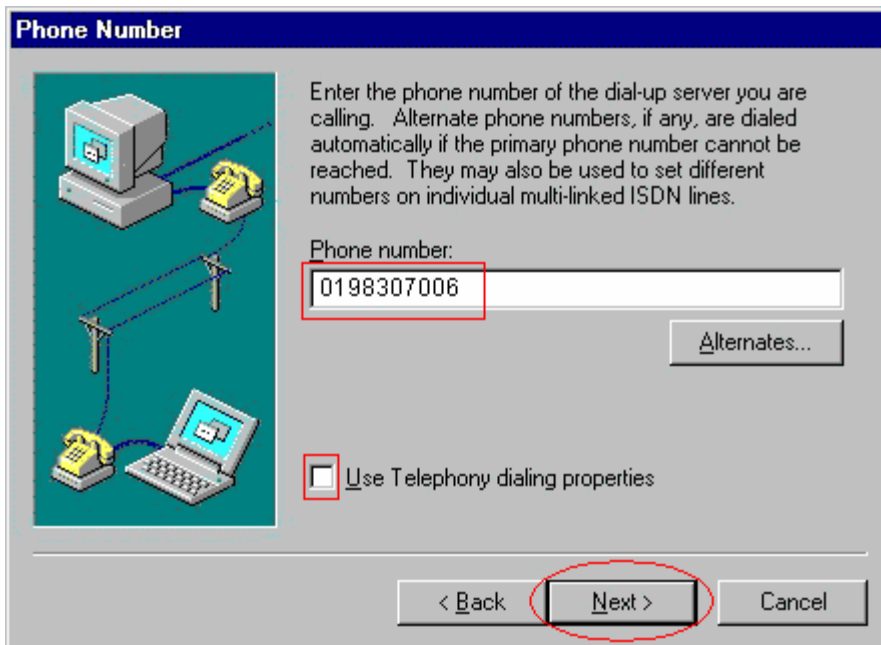 Phone Number
Enter the phone number of the dial-up server you are
calling. Alternate phone numbers, if any, are dialed
automatically if the primary phone number cannot be
reached. They may also be used to set different
numbers on individual multi-linked ISDN lines.
Phone number:
0198307006
Alternates...
Use Telephony dialing properties
< Back
Next >
Cancel